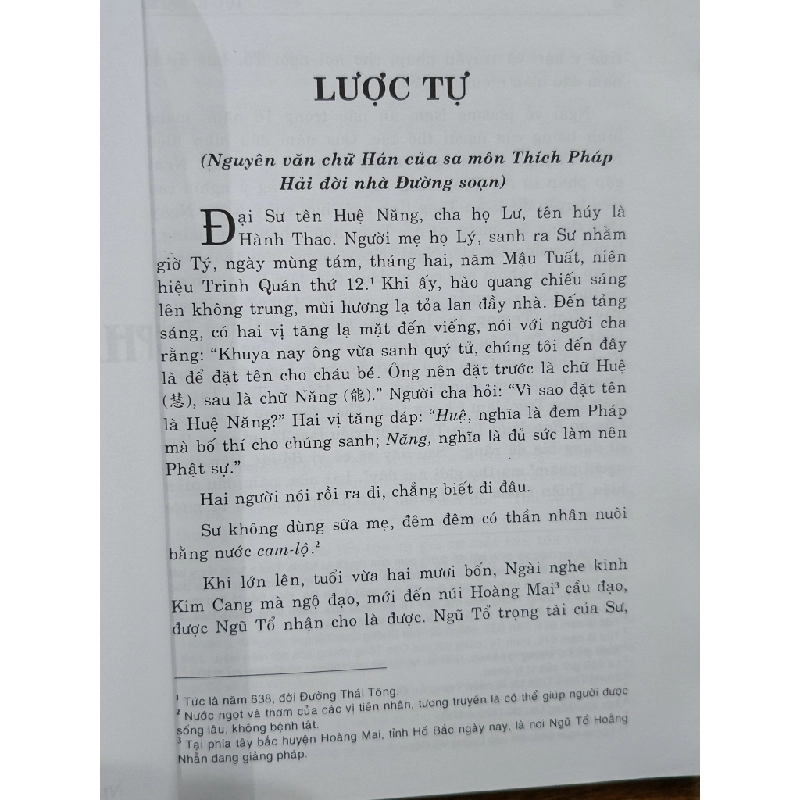 LƯỢC TỰ
(Nguyên văn chữ Hán của sa môn Thích Pháp
Hải đời nhà Đường soạn)
Đại Sư tên Huệ Năng, cha họ Lư, tên húy là
Hành Thao. Người mẹ họ Lý, sanh ra Sư nhằm
giờ Tý, ngày mùng tám, tháng hai, năm Mậu Tuất, niên
hiệu Trinh Quán thứ 12.¹ Khi ấy, hào quang chiếu sáng
lên không trung, mùi hương lạ tỏa lan đầy nhà. Đến tảng
sáng, có hai vị tăng lạ mặt đến viếng, nói với người cha
rằng: “Khuya nay ông vừa sanh quý tử, chúng tôi đến đây
là để đặt tên cho cháu bé. Ông nên đặt trước là chữ Huệ
(慧), sau là chữ Năng (能).” Người cha hỏi: “Vì sao đặt tên
là Huệ Năng?” Hai vị tăng đáp: “Huệ, nghĩa là đem Pháp
mà bố thí cho chúng sanh; Năng, nghĩa là đủ sức làm nên
Phật sự.”
Hai người nói rồi ra đi, chẳng biết đi đâu.
Sư không dùng sữa mẹ, đêm đêm có thần nhân nuôi
bằng nước cam-lộ.²
Khi lớn lên, tuổi vừa hai mươi bốn, Ngài nghe kinh
Kim Cang mà ngộ đạo, mới đến núi Hoàng Mai³ cầu đạo,
được Ngũ Tổ nhận cho là được. Ngũ Tổ trọng tài của Sư,
¹ Tức là năm 638, đời Đường Thái Tông.
² Nước ngọt và thơm của các vị tiên nhân, tương truyền là có thể giúp người được
sống lâu, không bệnh tật.
³ Tại phía tây bắc huyện Hoàng Mai, tỉnh Hồ Bắc ngày nay, là nơi Ngũ Tổ Hoằng
Nhẫn đang giảng pháp.